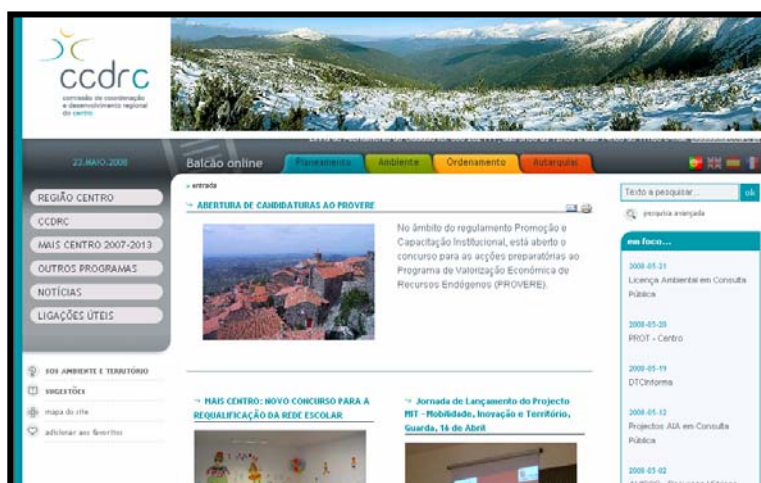 ccdrc
comissão de coordenação
e desenvolvimento regional
do centro
23.MAIO.2008
Balcão online
Planeamento
Ambiente
Ordenamento
Autarquias
REGIÃO CENTRO
CCDRC
MAIS CENTRO 2007-2013
OUTROS PROGRAMAS
NOTÍCIAS
LIGAÇÕES ÚTEIS
SOS AMBIENTE E TERRITÓRIO
SUGESTÕES
mapa do site
adicionar aos favoritos
entrada
ABERTURA DE CANDIDATURAS AO PROVERE
No âmbito do regulamento Promoção e
Capacitação Institucional, está aberto o
concurso para as acções preparatórias ao
Programa de Valorização Económica de
Recursos Endógenos (PROVERE).
MAIS CENTRO: NOVO CONCURSO PARA A
REQUALIFICAÇÃO DA REDE ESCOLAR
Jornada de Lançamento do Projecto
MIT - Mobilidade, Inovação e Território,
Guarda, 16 de Abril
Texto a pesquisar...
ok
pesquisa avançada
em foco...
2008-05-21
Licença Ambiental em Consulta
Pública
2008-05-20
PROT - Centro
2008-05-19
DTCInforma
2008-05-12
Projectos AIA em Consulta
Pública
2008-05-02